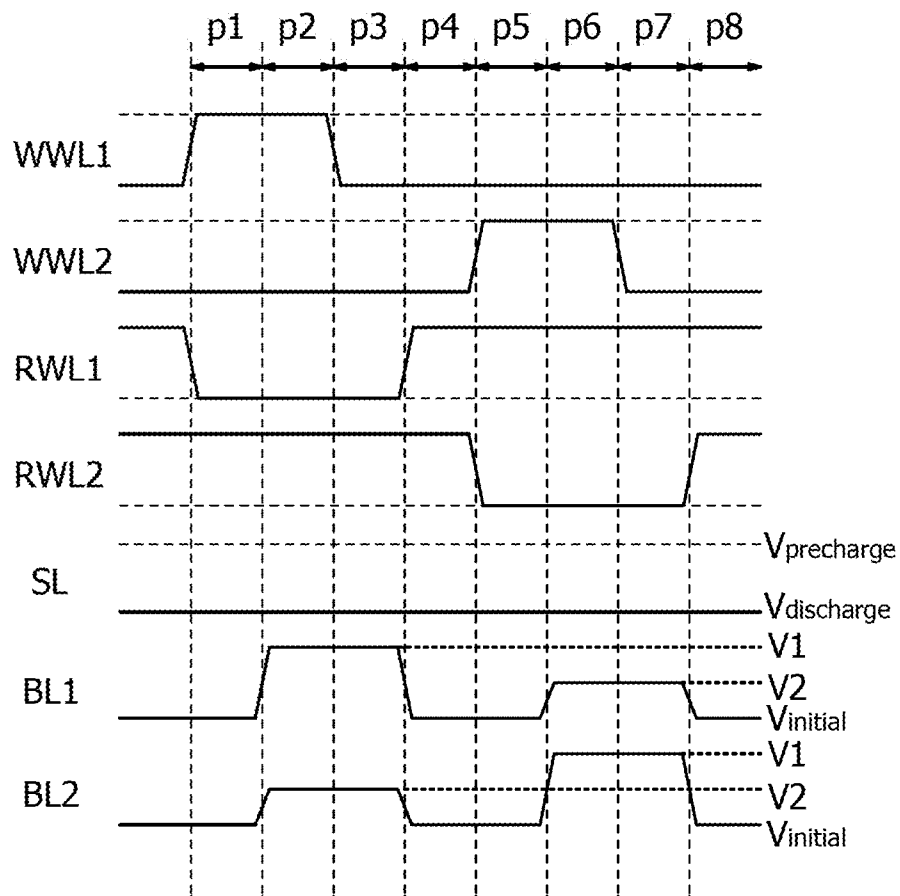 p1 p2 p3 p4 p5 p6 p7 p8
WWL1
WWL2
RWL1
RWL2
Vprecharge
SL
Vdischarge
V1
BL1
V2
Vinitial
V1
BL2
V2
Vinitial